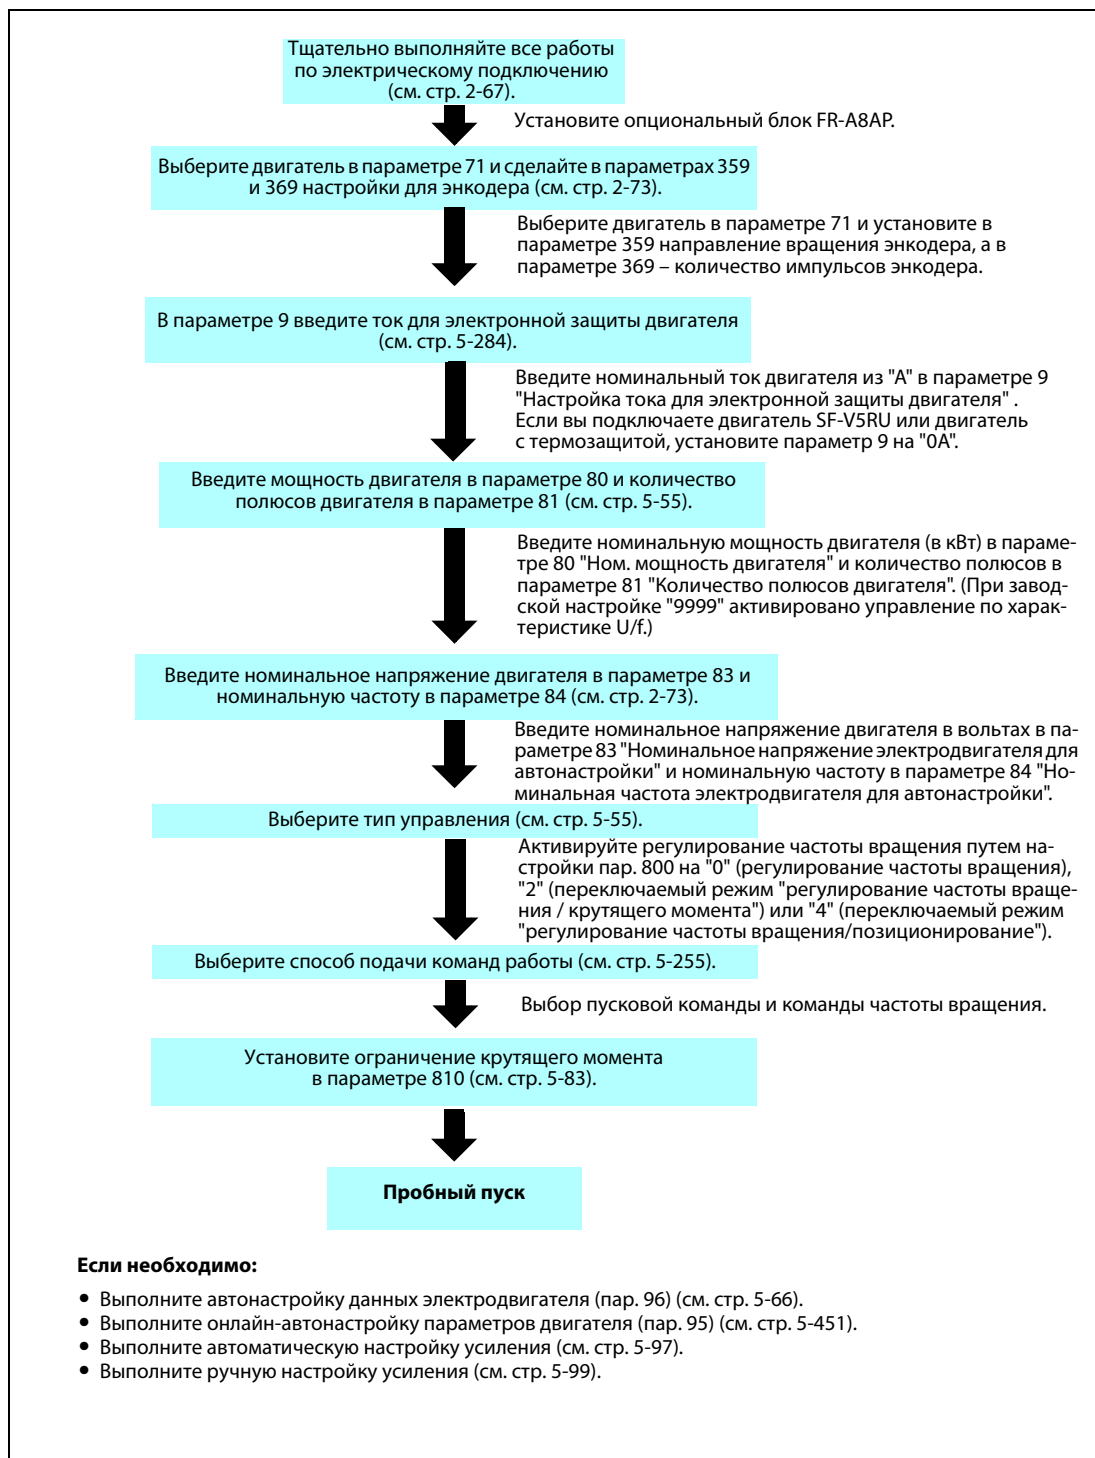 Тщательно выполняйте все работы
по электрическому подключению
(см. стр. 2-67).
Установите опциональный блок FR-A8AP.
Выберите двигатель в параметре 71 и сделайте в параметрах 359
и 369 настройки для энкодера (см. стр. 2-73).
Выберите двигатель в параметре 71 и установите в
параметре 359 направление вращения энкодера, а в
параметре 369 – количество импульсов энкодера.
В параметре 9 введите ток для электронной защиты двигателя
(см. стр. 5-284).
Введите номинальный ток двигателя из "А" в параметре 9
"Настройка тока для электронной защиты двигателя" .
Если вы подключаете двигатель SF-V5RU или двигатель
с термозащитой, установите параметр 9 на "0А".
Введите мощность двигателя в параметре 80 и количество
полюсов двигателя в параметре 81 (см. стр. 5-55).
Введите номинальную мощность двигателя (в кВт) в параме-
тре 80 "Ном. мощность двигателя" и количество полюсов в
параметре 81 "Количество полюсов двигателя". (При завод-
ской настройке "9999" активировано управление по харак-
теристике U/f.)
Введите номинальное напряжение двигателя в параметре 83 и
номинальную частоту в параметре 84 (см. стр. 2-73).
Введите номинальное напряжение двигателя в вольтах в па-
раметре 83 "Номинальное напряжение электродвигателя для
автонастройки" и номинальную частоту в параметре 84 "Но-
минальная частота электродвигателя для автонастройки".
Выберите тип управления (см. стр. 5-55).
Активируйте регулирование частоты вращения путем на-
стройки пар. 800 на "0" (регулирование частоты вращения),
"2" (переключаемый режим "регулирование частоты враще-
ния / крутящего момента") или "4" (переключаемый режим
"регулирование частоты вращения/позиционирование").
Выберите способ подачи команд работы (см. стр. 5-255).
Выбор пусковой команды и команды частоты вращения.
Установите ограничение крутящего момента
в параметре 810 (см. стр. 5-83).
Пробный пуск
Если необходимо:
● Выполните автонастройку данных электродвигателя (пар. 96) (см. стр. 5-66).
● Выполните онлайн-автонастройку параметров двигателя (пар. 95) (см. стр. 5-451).
● Выполните автоматическую настройку усиления (см. стр. 5-97).
● Выполните ручную настройку усиления (см. стр. 5-99).